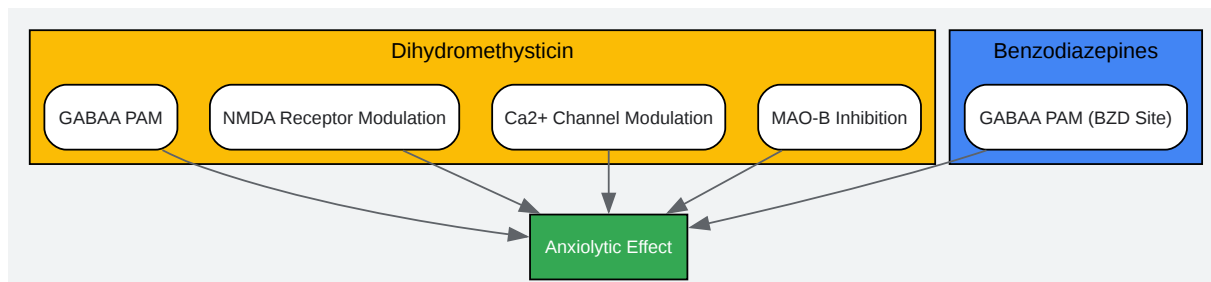 Dihydromethysticin
Benzodiazepines
GABAA PAM
NMDA Receptor Modulation
Ca2+ Channel Modulation
MAO-B Inhibition
GABAA PAM (BZD Site)
Anxiolytic Effect